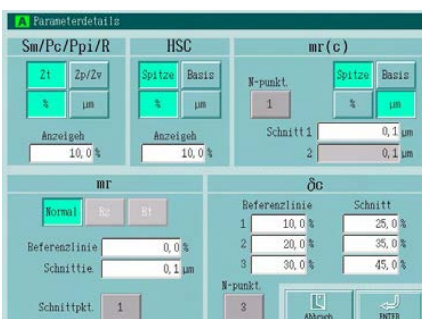 A Parameterdetails
Sm/Pc/Ppi/R
Zt Zp/Zv
% μm
Anzeigeh
10,0 %
HSC
Spitze Basis
% μm
Anzeigeh
10,0 %
mr(c)
N-punkt. Spitze Basis
1 % μm
Schnitt 1 0,1 μm
2 0,1 μm
mr
Normal Rz Rt
Referenzlinie 0,0 %
Schnittie. 0,1 μm
Schnittpkt. 1
δc
Referenzlinie Schnitt
1 10,0 % 25,0 %
2 20,0 % 35,0 %
3 30,0 % 45,0 %
N-punkt.
3
Abbruch ENTER